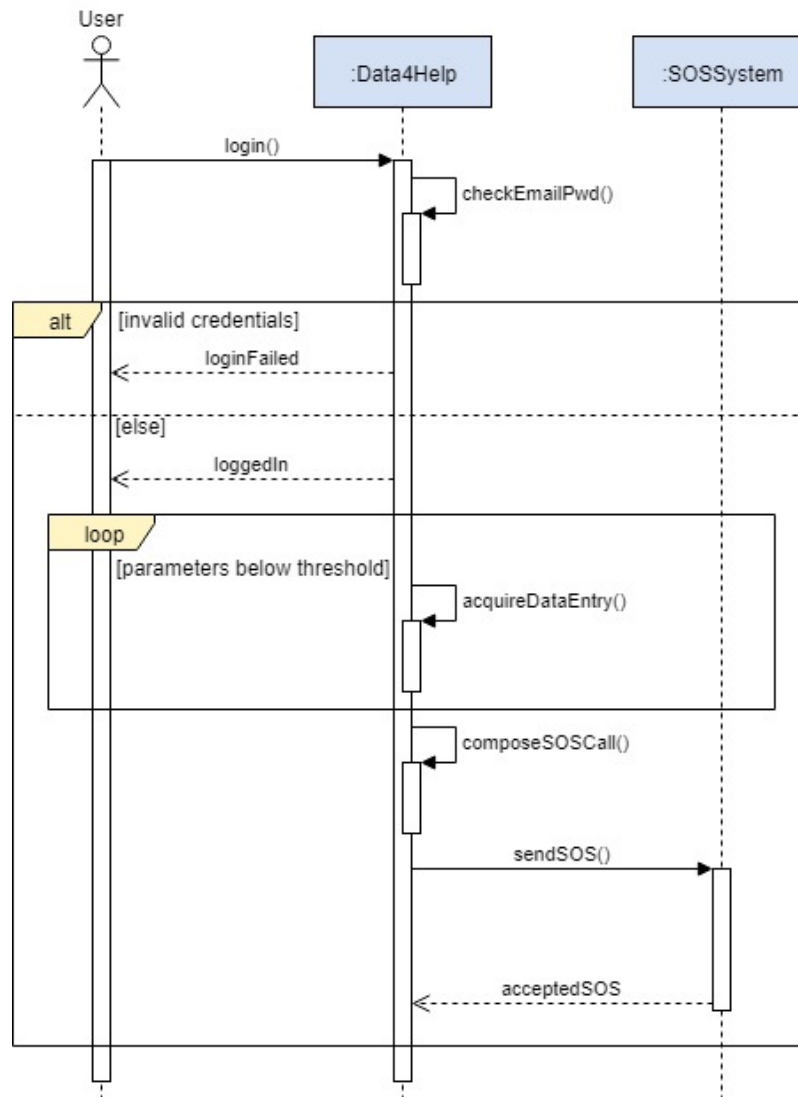 User
:Data4Help
:SOSSystem
login()
checkEmailPwd()
alt
[invalid credentials]
loginFailed
[else]
loggedIn
loop
[parameters below threshold]
acquireDataEntry()
composeSOSCall()
sendSOS()
acceptedSOS